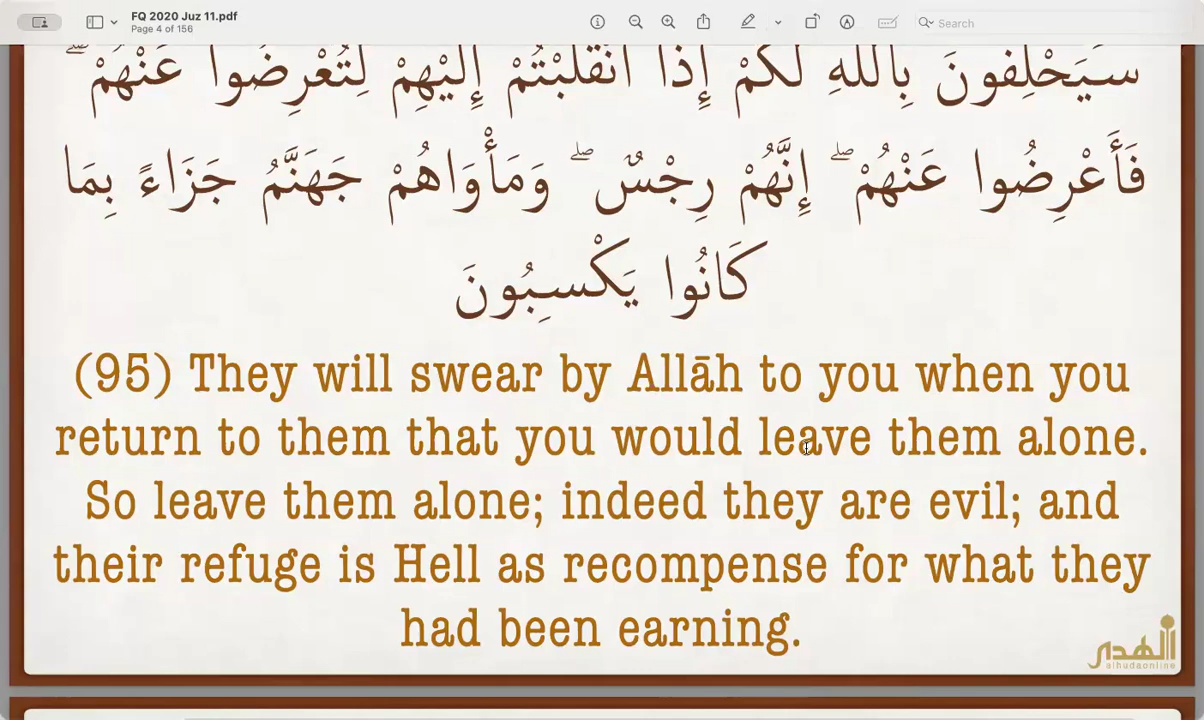 FQ 2020 Juz 11.pdf
Page 4 of 156
Search
سَيَحْلِفُونَ بِاللَّهِ لَكُمْ إِذَا انْقَلَبْتُمْ إِلَيْهِمْ لِتُعْرِضُوا عَنْهُمْ ۖ
فَأَعْرِضُوا عَنْهُمْ ۖ إِنَّهُمْ رِجْسٌ ۖ وَمَأْوَاهُمْ جَهَنَّمُ جَزَاءً بِمَا
كَانُوا يَكْسِبُونَ
(95) They will swear by Allāh to you when you
return to them that you would leave them alone.
So leave them alone; indeed they are evil; and
their refuge is Hell as recompense for what they
had been earning.
الهدى
alhudaonline